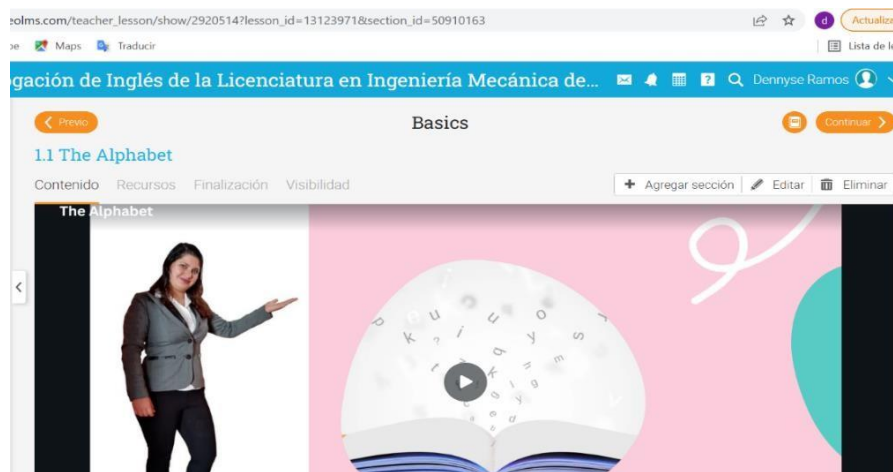 eolms.com/teacher_lesson/show/2920514?lesson_id=13123971&section_id=50910163
d
Actualiza
Maps Traducir
Lista de le
gación de Inglés de la Licenciatura en Ingeniería Mecánica de... Dennyse Ramos
Previo
Basics
Continuar
1.1 The Alphabet
Contenido Recursos Finalización Visibilidad
Agregar sección Editar Eliminar
The Alphabet